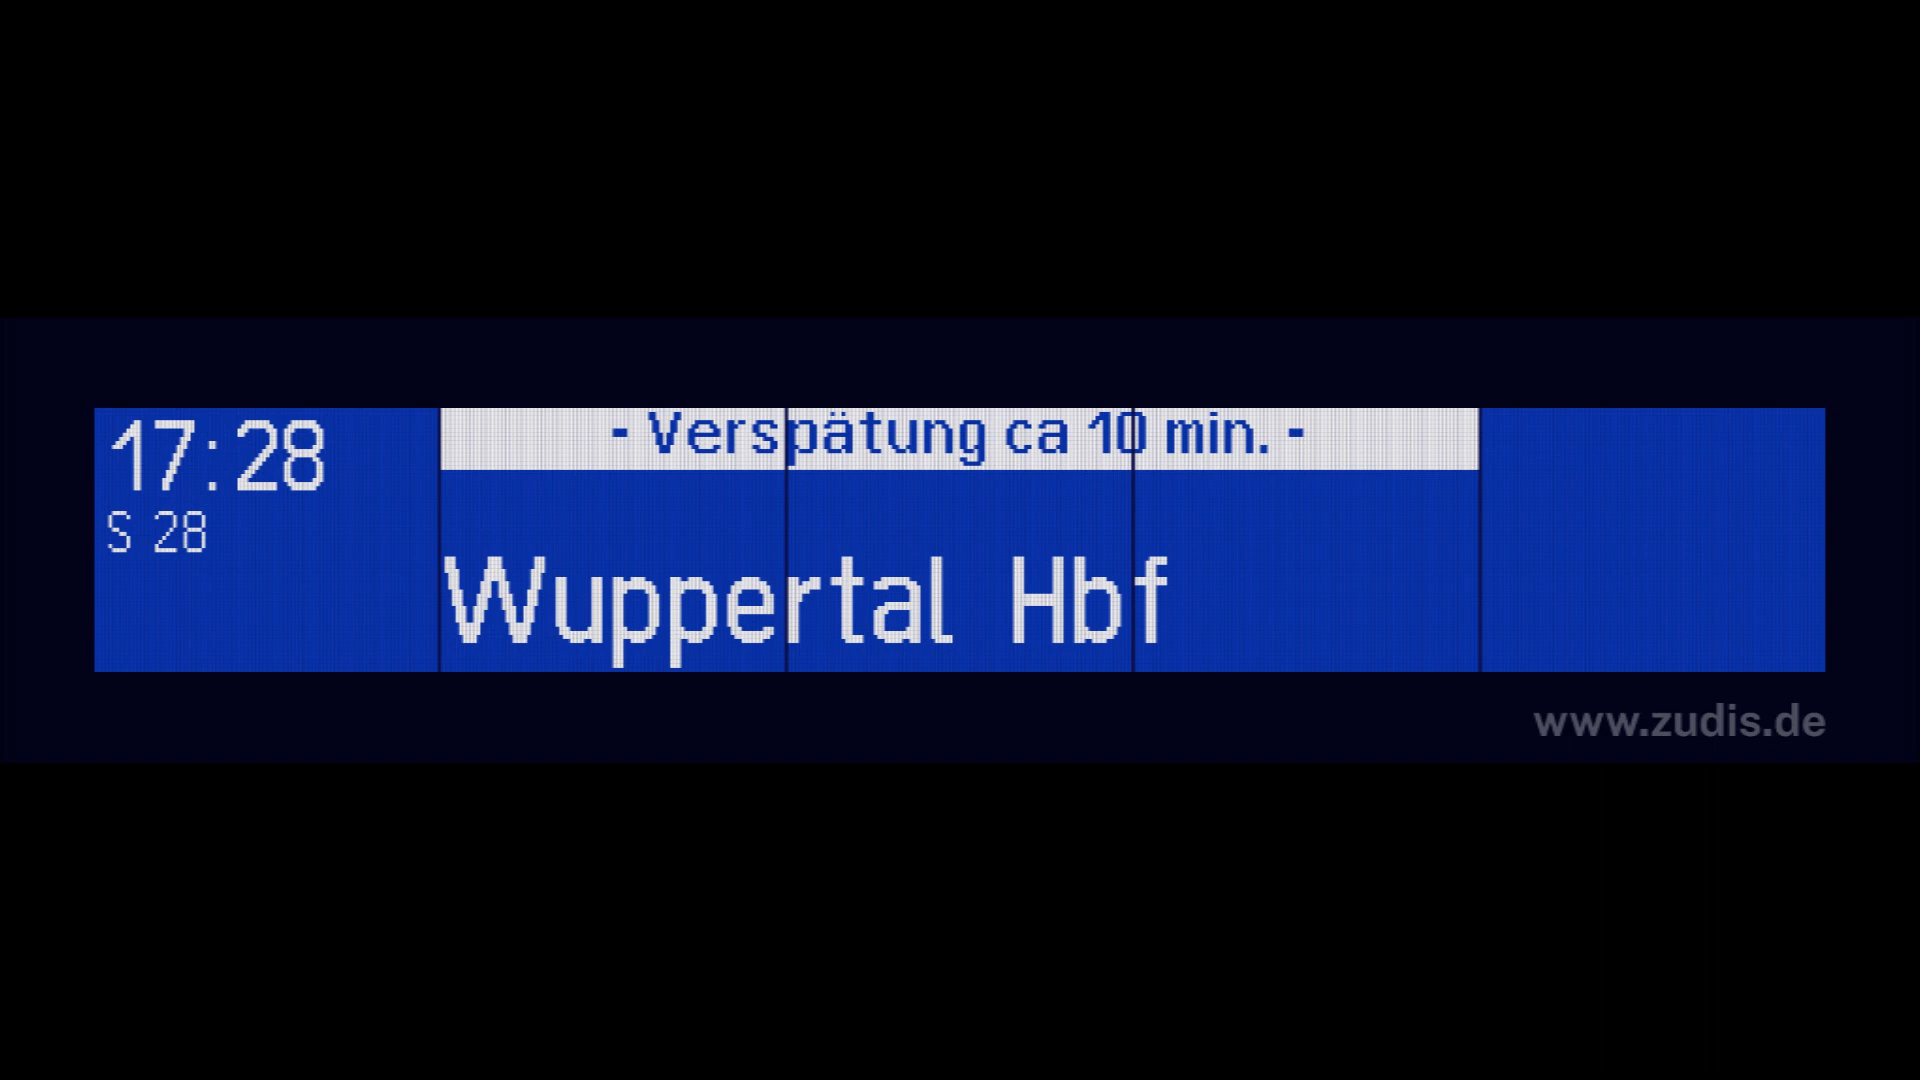 17:28
- Verspätung ca 10 min. -
S 28
Wuppertal Hbf
www.zudis.de